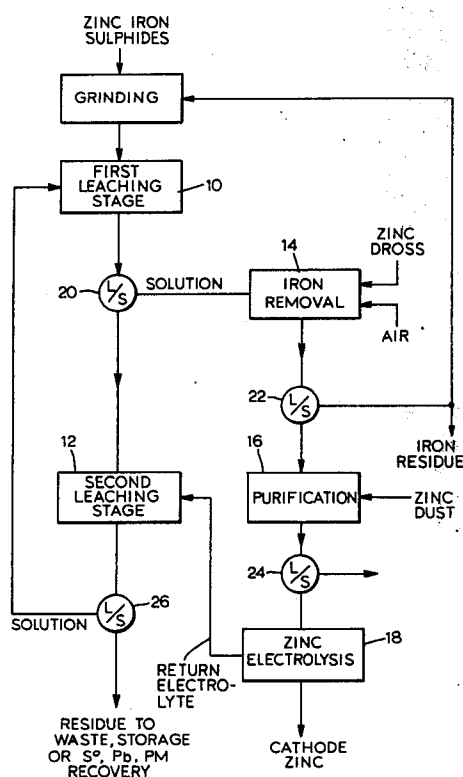 ZINC IRON
SULPHIDES
GRINDING
FIRST
LEACHING
STAGE
10
ZINC
DROSS
14
20
L/S
SOLUTION
IRON
REMOVAL
AIR
22
L/S
IRON
RESIDUE
12
16
SECOND
LEACHING
STAGE
PURIFICATION
ZINC
DUST
24
L/S
L/S
26
SOLUTION
ZINC
ELECTROLYSIS
18
RETURN
ELECTRO-
LYTE
RESIDUE TO
WASTE, STORAGE
OR S°, Pb, PM
RECOVERY
CATHODE
ZINC